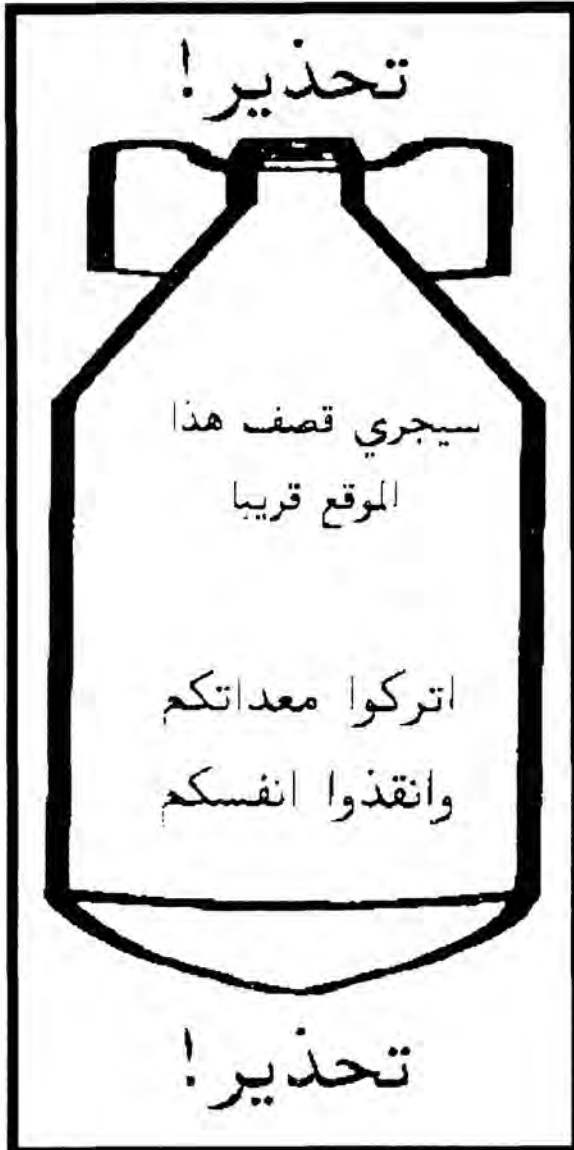 تحذير!
سيجري قصف هذا
الموقع قريبا
اتركوا معداتكم
وانقذوا انفسكم
تحذير!